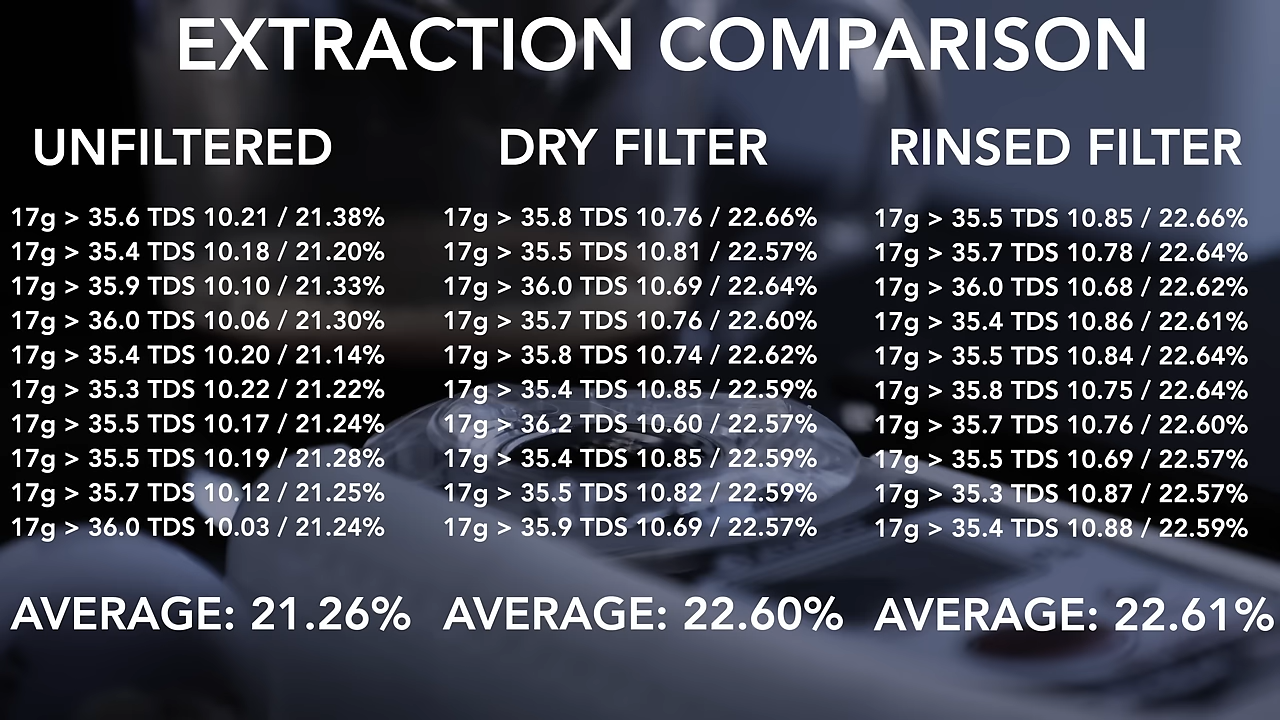 EXTRACTION COMPARISON
UNFILTERED
17g > 35.6 TDS 10.21 / 21.38%
17g > 35.4 TDS 10.18 / 21.20%
17g > 35.9 TDS 10.10 / 21.33%
17g > 36.0 TDS 10.06 / 21.30%
17g > 35.4 TDS 10.20 / 21.14%
17g > 35.3 TDS 10.22 / 21.22%
17g > 35.5 TDS 10.17 / 21.24%
17g > 35.5 TDS 10.19 / 21.28%
17g > 35.7 TDS 10.12 / 21.25%
17g > 36.0 TDS 10.03 / 21.24%
AVERAGE: 21.26%
DRY FILTER
17g > 35.8 TDS 10.76 / 22.66%
17g > 35.5 TDS 10.81 / 22.57%
17g > 36.0 TDS 10.69 / 22.64%
17g > 35.7 TDS 10.76 / 22.60%
17g > 35.8 TDS 10.74 / 22.62%
17g > 35.4 TDS 10.85 / 22.59%
17g > 36.2 TDS 10.60 / 22.57%
17g > 35.4 TDS 10.85 / 22.59%
17g > 35.5 TDS 10.82 / 22.59%
17g > 35.9 TDS 10.69 / 22.57%
AVERAGE: 22.60%
RINSED FILTER
17g > 35.5 TDS 10.85 / 22.66%
17g > 35.7 TDS 10.78 / 22.64%
17g > 36.0 TDS 10.68 / 22.62%
17g > 35.4 TDS 10.86 / 22.61%
17g > 35.5 TDS 10.84 / 22.64%
17g > 35.8 TDS 10.75 / 22.64%
17g > 35.7 TDS 10.76 / 22.60%
17g > 35.5 TDS 10.69 / 22.57%
17g > 35.3 TDS 10.87 / 22.57%
17g > 35.4 TDS 10.88 / 22.59%
AVERAGE: 22.61%